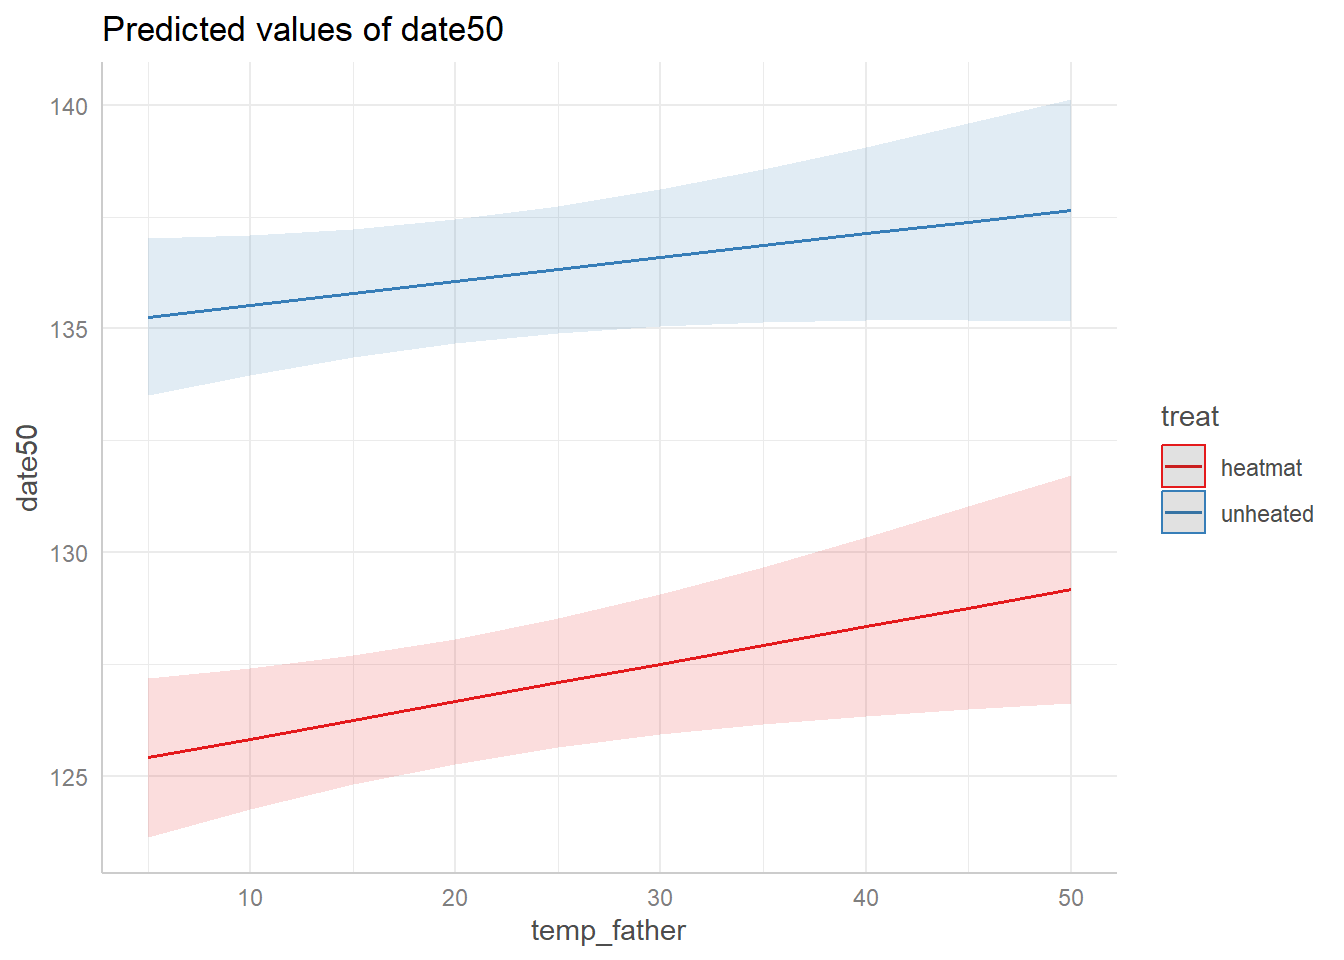 Predicted values of date50
140
135
130
125
date50
10 20 30 40 50
temp_father
treat
heatmat
unheated